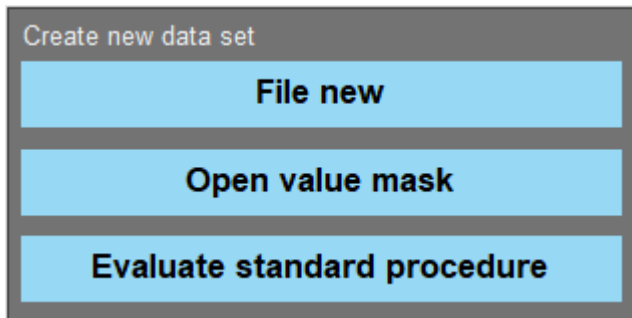 Create new data set
File new
Open value mask
Evaluate standard procedure